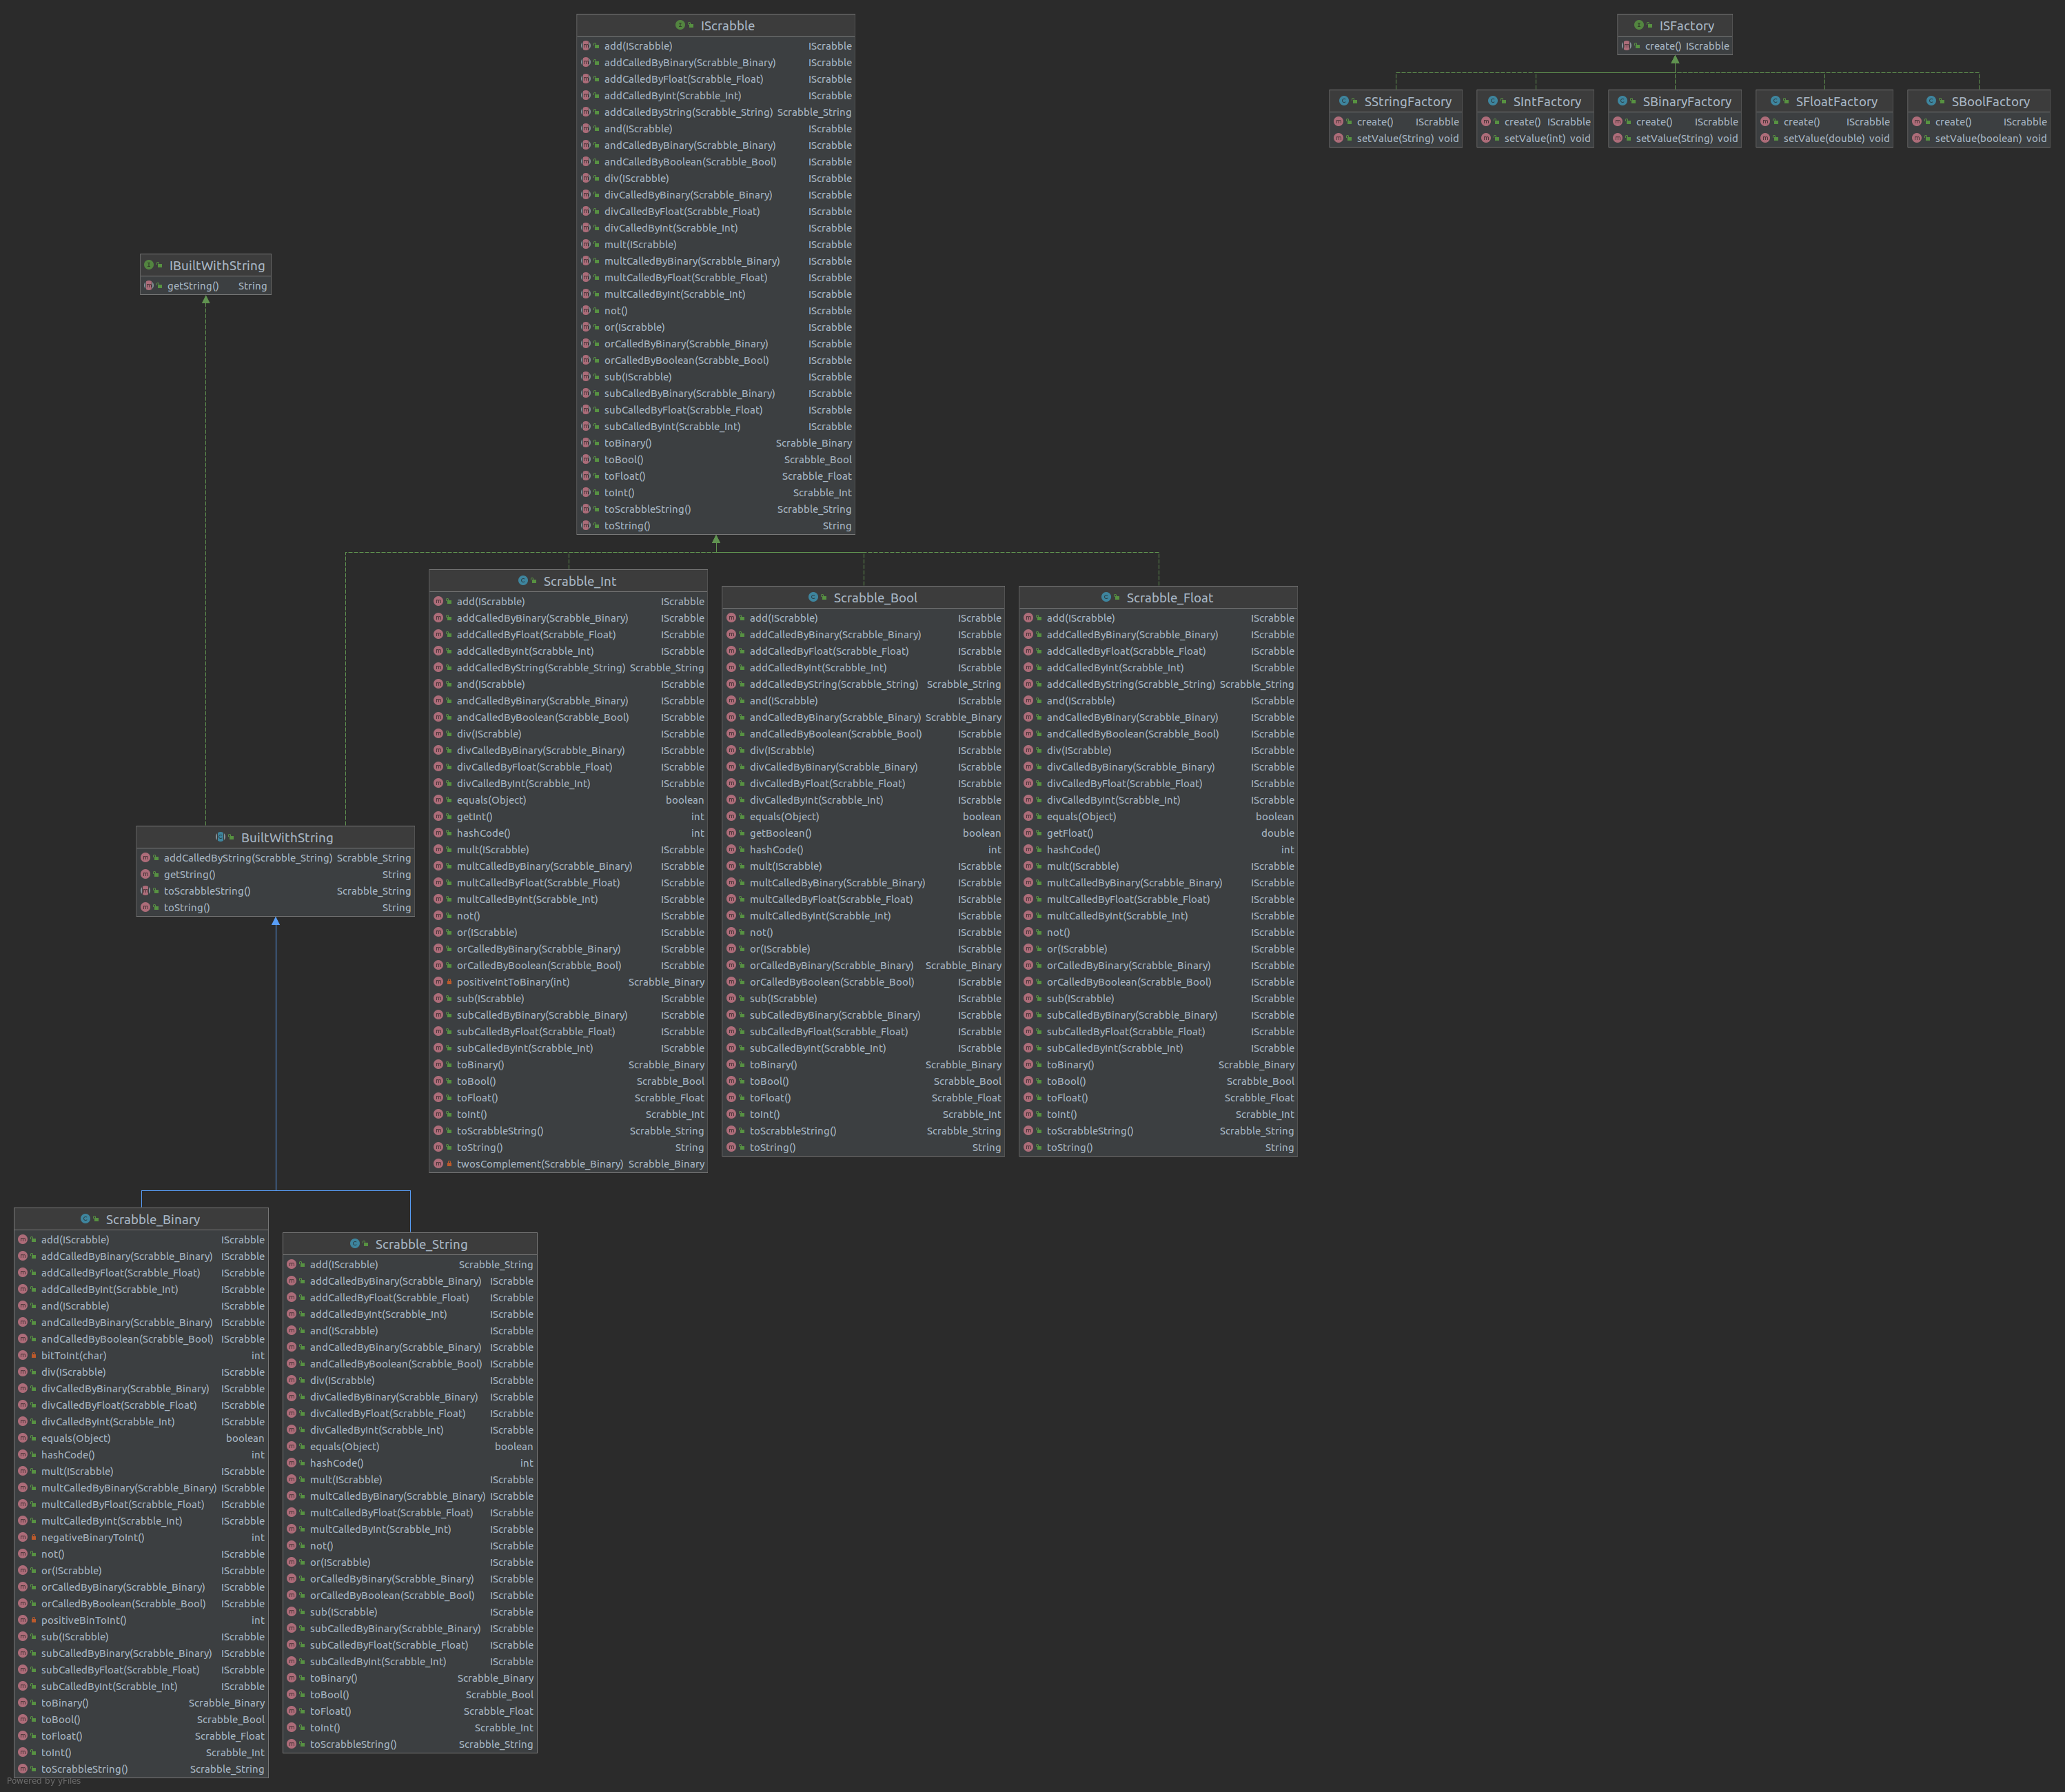 IScrabble
add(IScrabble) IScrabble
addCalledByBinary(Scrabble_Binary) IScrabble
addCalledByFloat(Scrabble_Float) IScrabble
addCalledByInt(Scrabble_Int) IScrabble
addCalledByString(Scrabble_String) Scrabble_String
and(IScrabble) IScrabble
andCalledByBinary(Scrabble_Binary) IScrabble
andCalledByBoolean(Scrabble_Bool) IScrabble
div(IScrabble) IScrabble
divCalledByBinary(Scrabble_Binary) IScrabble
divCalledByFloat(Scrabble_Float) IScrabble
divCalledByInt(Scrabble_Int) IScrabble
mult(IScrabble) IScrabble
multCalledByBinary(Scrabble_Binary) IScrabble
multCalledByFloat(Scrabble_Float) IScrabble
multCalledByInt(Scrabble_Int) IScrabble
not() IScrabble
or(IScrabble) IScrabble
orCalledByBinary(Scrabble_Binary) IScrabble
orCalledByBoolean(Scrabble_Bool) IScrabble
sub(IScrabble) IScrabble
subCalledByBinary(Scrabble_Binary) IScrabble
subCalledByFloat(Scrabble_Float) IScrabble
subCalledByInt(Scrabble_Int) IScrabble
toBinary() Scrabble_Binary
toBool() Scrabble_Bool
toFloat() Scrabble_Float
toInt() Scrabble_Int
toScrabbleString() Scrabble_String
toString() String
ISFactory
create() IScrabble
SStringFactory
create() IScrabble
setValue(String) void
SIntFactory
create() IScrabble
setValue(int) void
SBinaryFactory
create() IScrabble
setValue(String) void
SFloatFactory
create() IScrabble
setValue(double) void
SBoolFactory
create() IScrabble
setValue(boolean) void
IBuiltWithString
getString() String
Scrabble_Int
add(IScrabble) IScrabble
addCalledByBinary(Scrabble_Binary) IScrabble
addCalledByFloat(Scrabble_Float) IScrabble
addCalledByInt(Scrabble_Int) IScrabble
addCalledByString(Scrabble_String) Scrabble_String
and(IScrabble) IScrabble
andCalledByBinary(Scrabble_Binary) IScrabble
andCalledByBoolean(Scrabble_Bool) IScrabble
div(IScrabble) IScrabble
divCalledByBinary(Scrabble_Binary) IScrabble
divCalledByFloat(Scrabble_Float) IScrabble
divCalledByInt(Scrabble_Int) IScrabble
equals(Object) boolean
getInt() int
hashCode() int
mult(IScrabble) IScrabble
multCalledByBinary(Scrabble_Binary) IScrabble
multCalledByFloat(Scrabble_Float) IScrabble
multCalledByInt(Scrabble_Int) IScrabble
not() IScrabble
or(IScrabble) IScrabble
orCalledByBinary(Scrabble_Binary) IScrabble
orCalledByBoolean(Scrabble_Bool) IScrabble
positiveIntToBinary(int) Scrabble_Binary
sub(IScrabble) IScrabble
subCalledByBinary(Scrabble_Binary) IScrabble
subCalledByFloat(Scrabble_Float) IScrabble
subCalledByInt(Scrabble_Int) IScrabble
toBinary() Scrabble_Binary
toBool() Scrabble_Bool
toFloat() Scrabble_Float
toInt() Scrabble_Int
toScrabbleString() Scrabble_String
toString() String
twosComplement(Scrabble_Binary) Scrabble_Binary
Scrabble_Bool
add(IScrabble) IScrabble
addCalledByBinary(Scrabble_Binary) IScrabble
addCalledByFloat(Scrabble_Float) IScrabble
addCalledByInt(Scrabble_Int) IScrabble
addCalledByString(Scrabble_String) Scrabble_String
and(IScrabble) IScrabble
andCalledByBinary(Scrabble_Binary) Scrabble_Binary
andCalledByBoolean(Scrabble_Bool) IScrabble
div(IScrabble) IScrabble
divCalledByBinary(Scrabble_Binary) IScrabble
divCalledByFloat(Scrabble_Float) IScrabble
divCalledByInt(Scrabble_Int) IScrabble
equals(Object) boolean
getBoolean() boolean
hashCode() int
mult(IScrabble) IScrabble
multCalledByBinary(Scrabble_Binary) IScrabble
multCalledByFloat(Scrabble_Float) IScrabble
multCalledByInt(Scrabble_Int) IScrabble
not() IScrabble
or(IScrabble) IScrabble
orCalledByBinary(Scrabble_Binary) Scrabble_Binary
orCalledByBoolean(Scrabble_Bool) IScrabble
sub(IScrabble) IScrabble
subCalledByBinary(Scrabble_Binary) IScrabble
subCalledByFloat(Scrabble_Float) IScrabble
subCalledByInt(Scrabble_Int) IScrabble
toBinary() Scrabble_Binary
toBool() Scrabble_Bool
toFloat() Scrabble_Float
toInt() Scrabble_Int
toScrabbleString() Scrabble_String
toString() String
Scrabble_Float
add(IScrabble) IScrabble
addCalledByBinary(Scrabble_Binary) IScrabble
addCalledByFloat(Scrabble_Float) IScrabble
addCalledByInt(Scrabble_Int) IScrabble
addCalledByString(Scrabble_String) Scrabble_String
and(IScrabble) IScrabble
andCalledByBinary(Scrabble_Binary) IScrabble
andCalledByBoolean(Scrabble_Bool) IScrabble
div(IScrabble) IScrabble
divCalledByBinary(Scrabble_Binary) IScrabble
divCalledByFloat(Scrabble_Float) IScrabble
divCalledByInt(Scrabble_Int) IScrabble
equals(Object) boolean
getFloat() double
hashCode() int
mult(IScrabble) IScrabble
multCalledByBinary(Scrabble_Binary) IScrabble
multCalledByFloat(Scrabble_Float) IScrabble
multCalledByInt(Scrabble_Int) IScrabble
not() IScrabble
or(IScrabble) IScrabble
orCalledByBinary(Scrabble_Binary) IScrabble
orCalledByBoolean(Scrabble_Bool) IScrabble
sub(IScrabble) IScrabble
subCalledByBinary(Scrabble_Binary) IScrabble
subCalledByFloat(Scrabble_Float) IScrabble
subCalledByInt(Scrabble_Int) IScrabble
toBinary() Scrabble_Binary
toBool() Scrabble_Bool
toFloat() Scrabble_Float
toInt() Scrabble_Int
toScrabbleString() Scrabble_String
toString() String
BuiltWithString
addCalledByString(Scrabble_String) Scrabble_String
getString() String
toScrabbleString() Scrabble_String
toString() String
Scrabble_Binary
add(IScrabble) IScrabble
addCalledByBinary(Scrabble_Binary) IScrabble
addCalledByFloat(Scrabble_Float) IScrabble
addCalledByInt(Scrabble_Int) IScrabble
and(IScrabble) IScrabble
andCalledByBinary(Scrabble_Binary) IScrabble
andCalledByBoolean(Scrabble_Bool) IScrabble
bitToInt(char) int
div(IScrabble) IScrabble
divCalledByBinary(Scrabble_Binary) IScrabble
divCalledByFloat(Scrabble_Float) IScrabble
divCalledByInt(Scrabble_Int) IScrabble
equals(Object) boolean
hashCode() int
mult(IScrabble) IScrabble
multCalledByBinary(Scrabble_Binary) IScrabble
multCalledByFloat(Scrabble_Float) IScrabble
multCalledByInt(Scrabble_Int) IScrabble
negativeBinaryToInt() int
not() IScrabble
or(IScrabble) IScrabble
orCalledByBinary(Scrabble_Binary) IScrabble
orCalledByBoolean(Scrabble_Bool) IScrabble
positiveBinToInt() int
sub(IScrabble) IScrabble
subCalledByBinary(Scrabble_Binary) IScrabble
subCalledByFloat(Scrabble_Float) IScrabble
subCalledByInt(Scrabble_Int) IScrabble
toBinary() Scrabble_Binary
toBool() Scrabble_Bool
toFloat() Scrabble_Float
toInt() Scrabble_Int
toScrabbleString() Scrabble_String
Scrabble_String
add(IScrabble) Scrabble_String
addCalledByBinary(Scrabble_Binary) IScrabble
addCalledByFloat(Scrabble_Float) IScrabble
addCalledByInt(Scrabble_Int) IScrabble
and(IScrabble) IScrabble
andCalledByBinary(Scrabble_Binary) IScrabble
andCalledByBoolean(Scrabble_Bool) IScrabble
div(IScrabble) IScrabble
divCalledByBinary(Scrabble_Binary) IScrabble
divCalledByFloat(Scrabble_Float) IScrabble
divCalledByInt(Scrabble_Int) IScrabble
equals(Object) boolean
hashCode() int
mult(IScrabble) IScrabble
multCalledByBinary(Scrabble_Binary) IScrabble
multCalledByFloat(Scrabble_Float) IScrabble
multCalledByInt(Scrabble_Int) IScrabble
not() IScrabble
or(IScrabble) IScrabble
orCalledByBinary(Scrabble_Binary) IScrabble
orCalledByBoolean(Scrabble_Bool) IScrabble
sub(IScrabble) IScrabble
subCalledByBinary(Scrabble_Binary) IScrabble
subCalledByFloat(Scrabble_Float) IScrabble
subCalledByInt(Scrabble_Int) IScrabble
toBinary() Scrabble_Binary
toBool() Scrabble_Bool
toFloat() Scrabble_Float
toInt() Scrabble_Int
toScrabbleString() Scrabble_String
Powered by yFiles